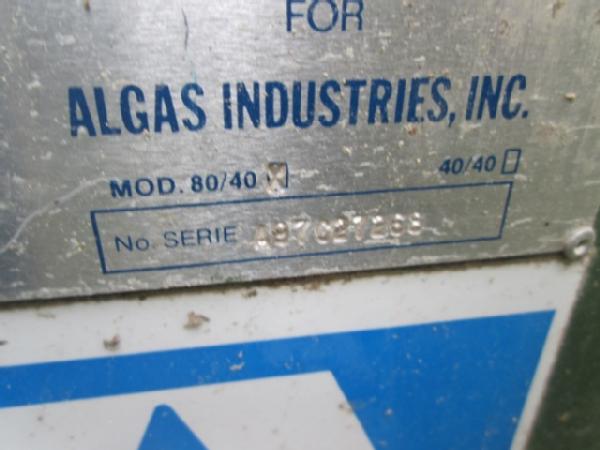 FOR
ALGAS INDUSTRIES, INC.
MOD. 80/40 X 40/40
No. SERIE